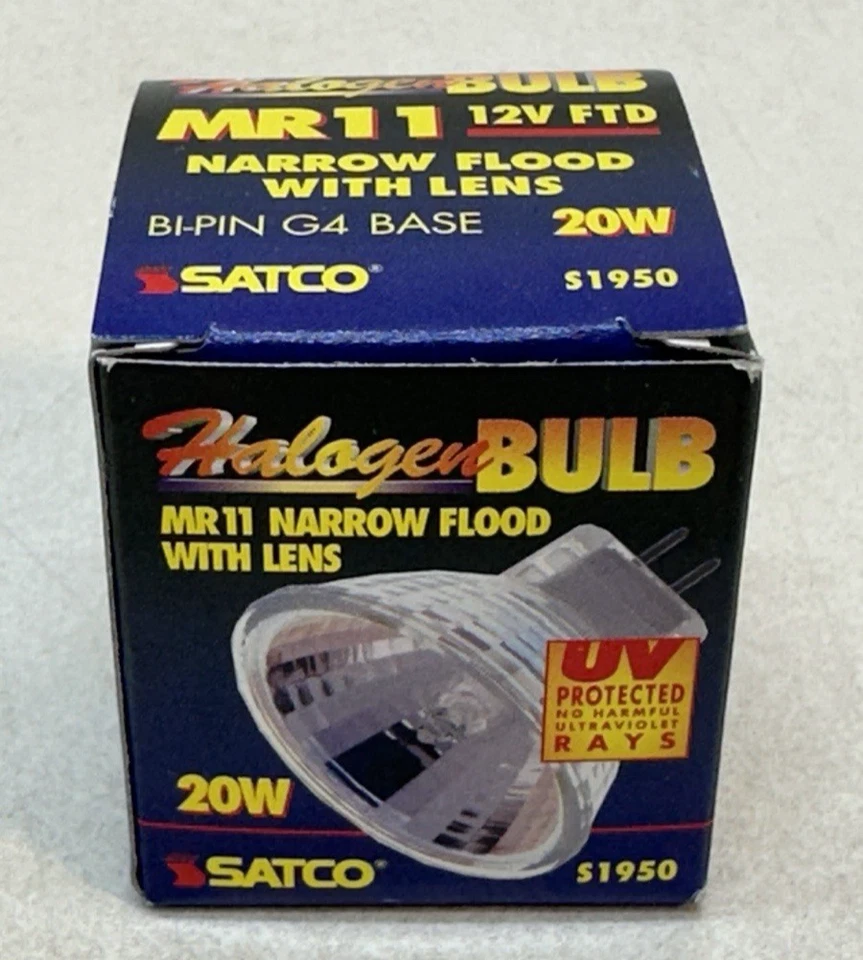 Halogen BULB
MR11 12V FTD
NARROW FLOOD
WITH LENS
BI-PIN G4 BASE 20W
SATCO® S1950
Halogen BULB
MR11 NARROW FLOOD
WITH LENS
UV
PROTECTED
NO HARMFUL
ULTRAVIOLET
RAYS
20W
SATCO® S1950